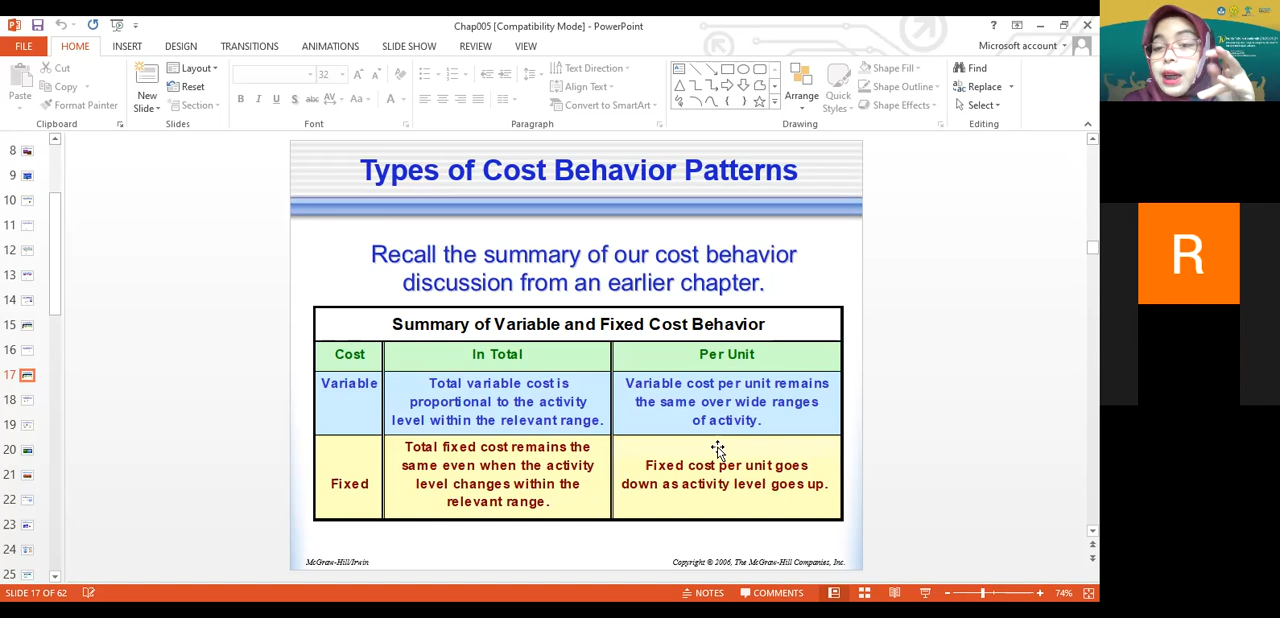 Chap005 [Compatibility Mode] - PowerPoint
FILE HOME INSERT DESIGN TRANSITIONS ANIMATIONS SLIDE SHOW REVIEW VIEW Microsoft account
Paste
Cut
Copy
Format Painter
Clipboard
New
Slide
Layout
Reset
Section
Slides
32
B I U S abc AV Aa A
Font
Text Direction
Align Text
Convert to SmartArt
Paragraph
Arrange
Quick
Styles
Shape Fill
Shape Outline
Shape Effects
Drawing
Find
Replace
Select
Editing
8
9
10
11
12
13
14
15
16
17
18
19
20
21
22
23
24
25
Types of Cost Behavior Patterns
Recall the summary of our cost behavior
discussion from an earlier chapter.
Summary of Variable and Fixed Cost Behavior
Cost In Total Per Unit
Variable
Total variable cost is
proportional to the activity
level within the relevant range.
Variable cost per unit remains
the same over wide ranges
of activity.
Fixed
Total fixed cost remains the
same even when the activity
level changes within the
relevant range.
Fixed cost per unit goes
down as activity level goes up.
McGraw-Hill/Irwin
Copyright © 2006, The McGraw-Hill Companies, Inc.
R
SLIDE 17 OF 62 NOTES COMMENTS 74%